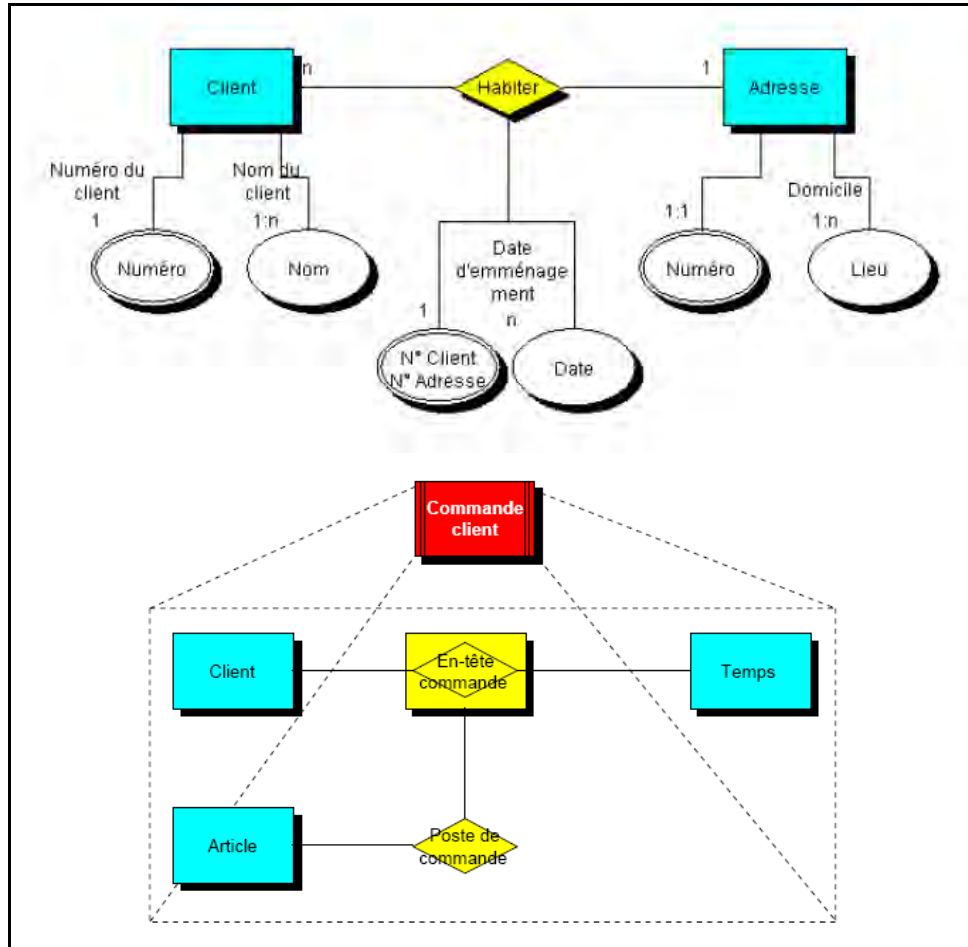 Client
n
Habiter
1
Adresse
Numéro du
client
1
Nom du
client
1:n
1:1
Domicile
1:n
Numéro
Nom
Date
d'emménage
ment
1
n
Numéro
Lieu
N° Client
N° Adresse
Date
Commande
client
Client
En-tête
commande
Temps
Article
Poste de
commande